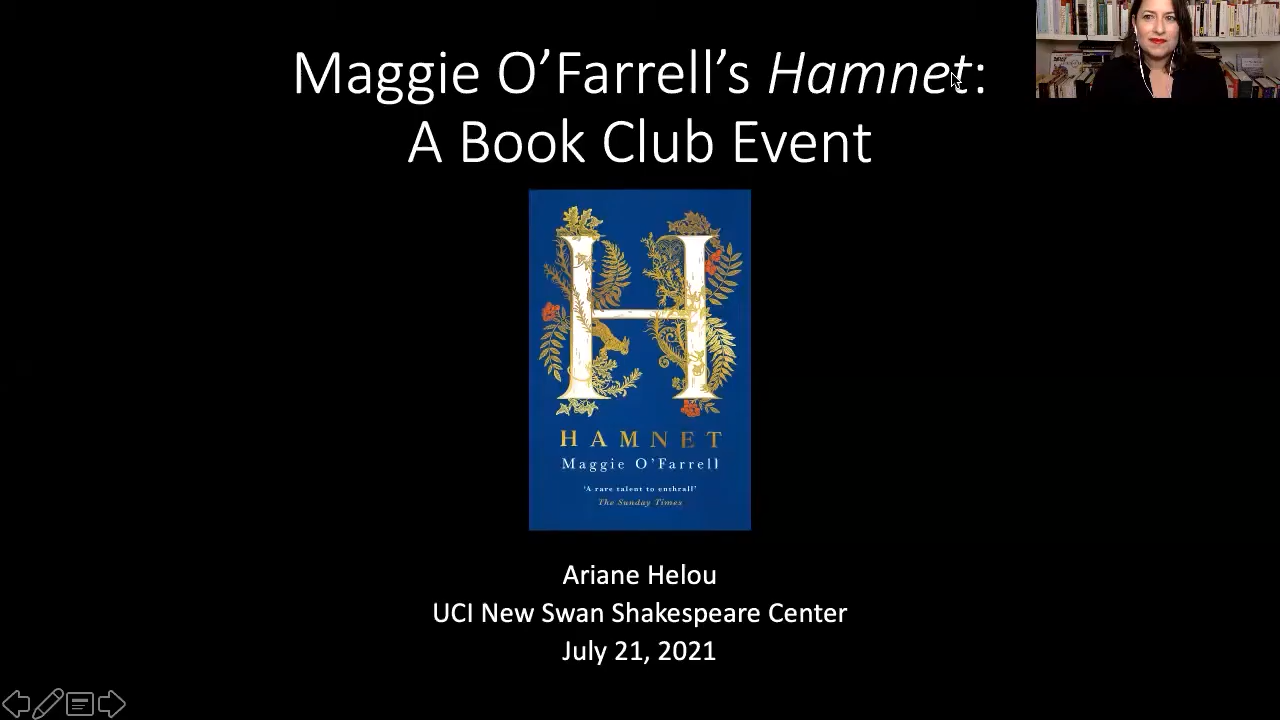 Maggie O’Farrell’s Hamnet:
A Book Club Event
H
HAMNET
Maggie O’Farrell
‘A rare talent to enthrall’
The Sunday Times
Ariane Helou
UCI New Swan Shakespeare Center
July 21, 2021